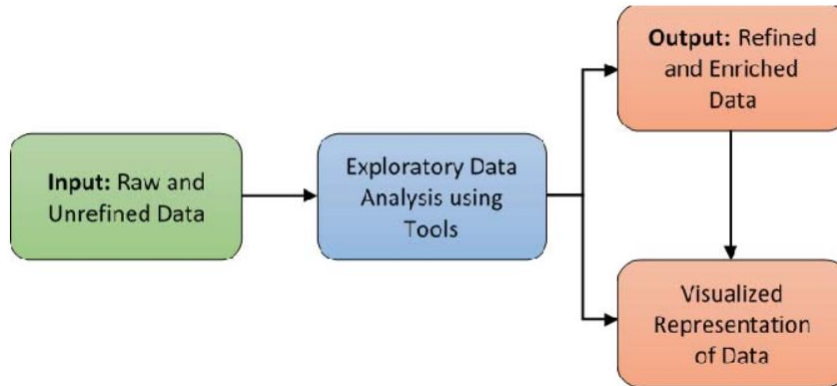 Input: Raw and
Unrefined Data
Exploratory Data
Analysis using
Tools
Output: Refined
and Enriched
Data
Visualized
Representation
of Data